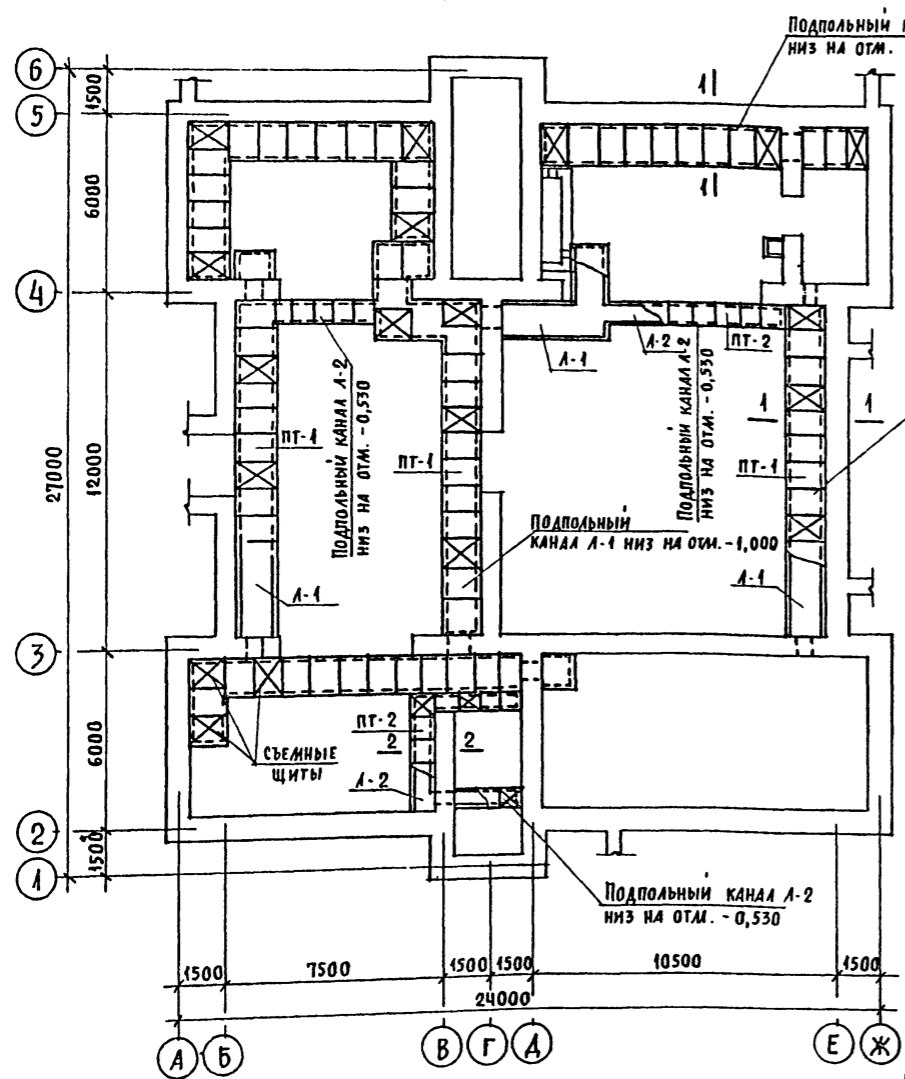 Подпольный
низ на отм.
6
1
5
1500
6000
1
4
Л-1
Л-2
ПТ-2
Подпольный канал Л-2
низ на отм. -0,530
Подпольный канал Л-2
низ на отм. -0,530
1
1
ПТ-1
ПТ-1
ПТ-1
27000
12000
Подпольный
канал Л-1 низ на отм. -1,000
Л-1
Л-1
3
6000
ПТ-2
2
2
съемные
щиты
Л-2
2
1500
1
Подпольный канал Л-2
низ на отм. -0,530
1500
7500
1500
1500
10500
1500
24000
А
Б
В
Г
Д
Е
Ж